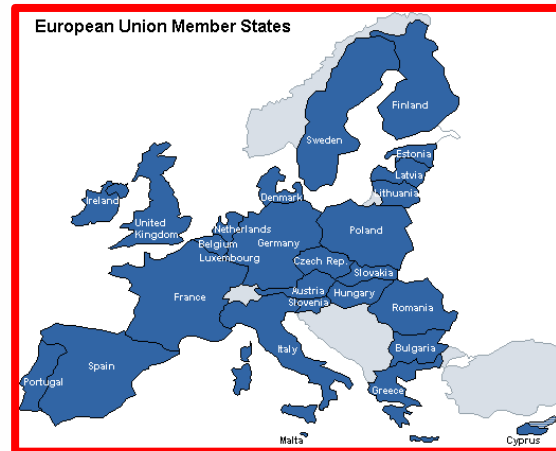 European Union Member States
Finland
Sweden
Estonia
Latvia
Lithuania
Denmark
Ireland
United
Kingdom
Netherlands
Belgium
Germany
Poland
Luxembourg
Czech Rep.
Slovakia
Austria
Hungary
France
Slovenia
Romania
Italy
Bulgaria
Spain
Portugal
Greece
Malta
Cyprus